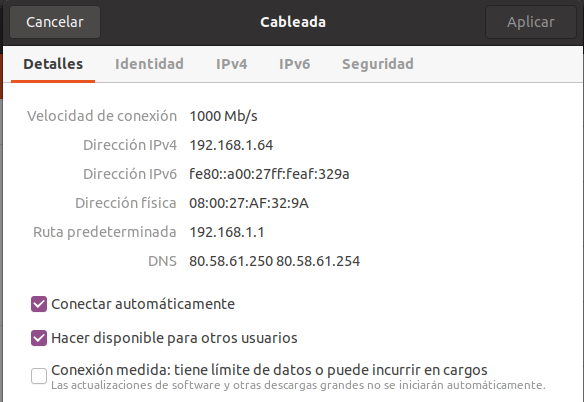 Cancelar Cableada Aplicar
Detalles Identidad IPv4 IPv6 Seguridad
Velocidad de conexión 1000 Mb/s
Dirección IPv4 192.168.1.64
Dirección IPv6 fe80::a00:27ff:feaf:329a
Dirección física 08:00:27:AF:32:9A
Ruta predeterminada 192.168.1.1
DNS 80.58.61.250 80.58.61.254
Conectar automáticamente
Hacer disponible para otros usuarios
Conexión medida: tiene límite de datos o puede incurrir en cargos
Las actualizaciones de software y otras descargas grandes no se iniciarán automáticamente.